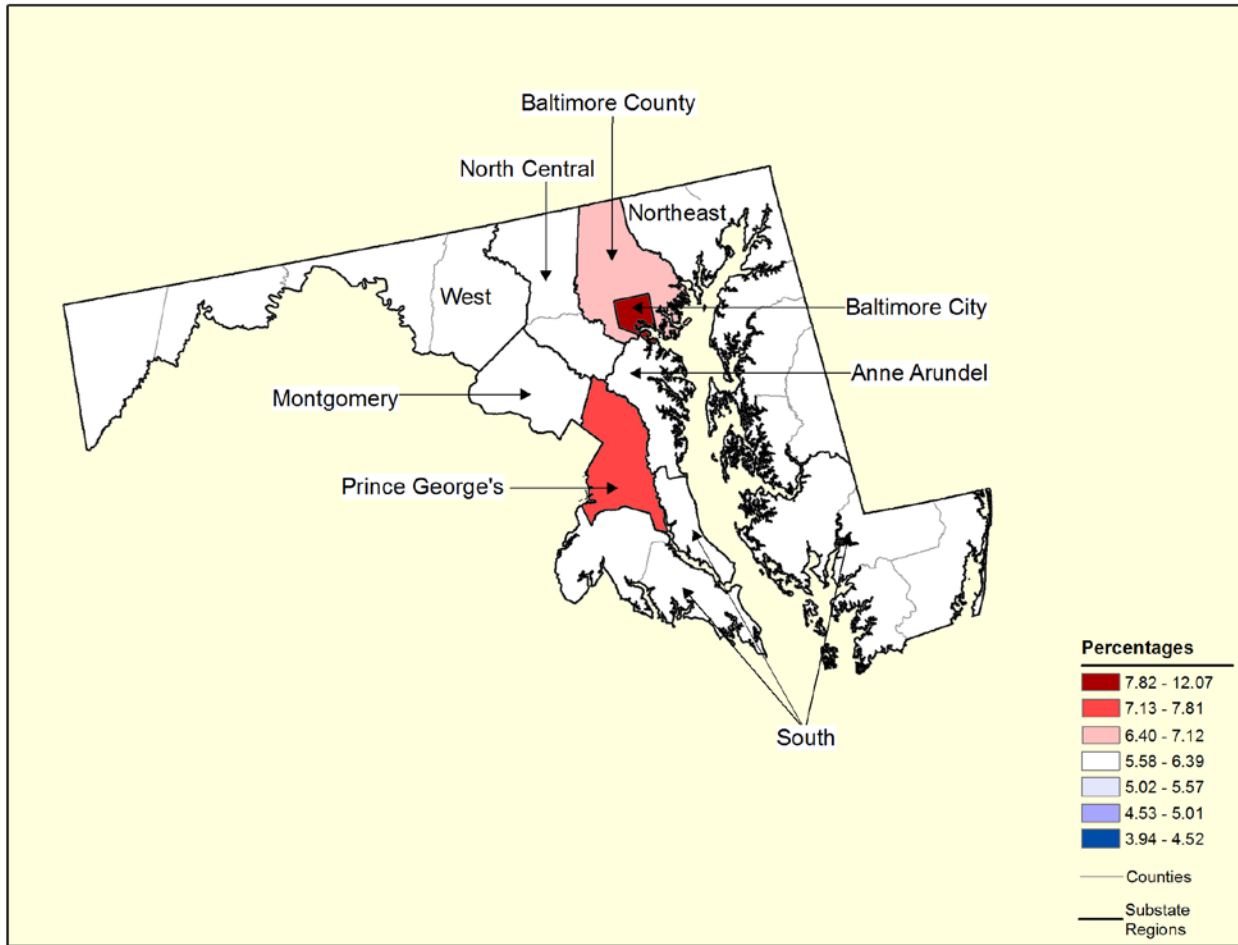 Baltimore County
North Central
Northeast
West
Baltimore City
Anne Arundel
Montgomery
Prince George's
South
Percentages
7.82 - 12.07
7.13 - 7.81
6.40 - 7.12
5.58 - 6.39
5.02 - 5.57
4.53 - 5.01
3.94 - 4.52
Counties
Substate
Regions